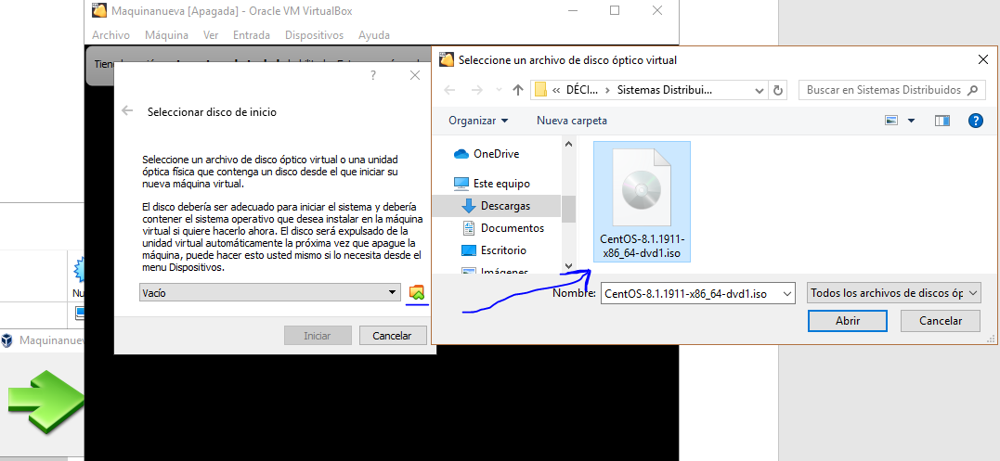 Maquinanueva [Apagada] - Oracle VM VirtualBox
Archivo Máquina Ver Entrada Dispositivos Ayuda
?
Seleccionar disco de inicio
Seleccione un archivo de disco óptico virtual o una unidad
óptica física que contenga un disco desde el que iniciar su
nueva máquina virtual.
El disco debería ser adecuado para iniciar el sistema y debería
contener el sistema operativo que desea instalar en la máquina
virtual si quiere hacerlo ahora. El disco será expulsado de la
unidad virtual automáticamente la próxima vez que apague la
máquina, puede hacer esto usted mismo si lo necesita desde el
menu Dispositivos.
Vacío
Iniciar Cancelar
Maquinanuev
Seleccione un archivo de disco óptico virtual
« DÉCI... > Sistemas Distribui...
Buscar en Sistemas Distribuidos
Organizar Nueva carpeta
?
OneDrive
Este equipo
Descargas
Documentos
Escritorio
Imágenes
CentOS-8.1.1911-
x86_64-dvd1.iso
Nombre: CentOS-8.1.1911-x86_64-dvd1.iso
Todos los archivos de discos óp
Abrir Cancelar